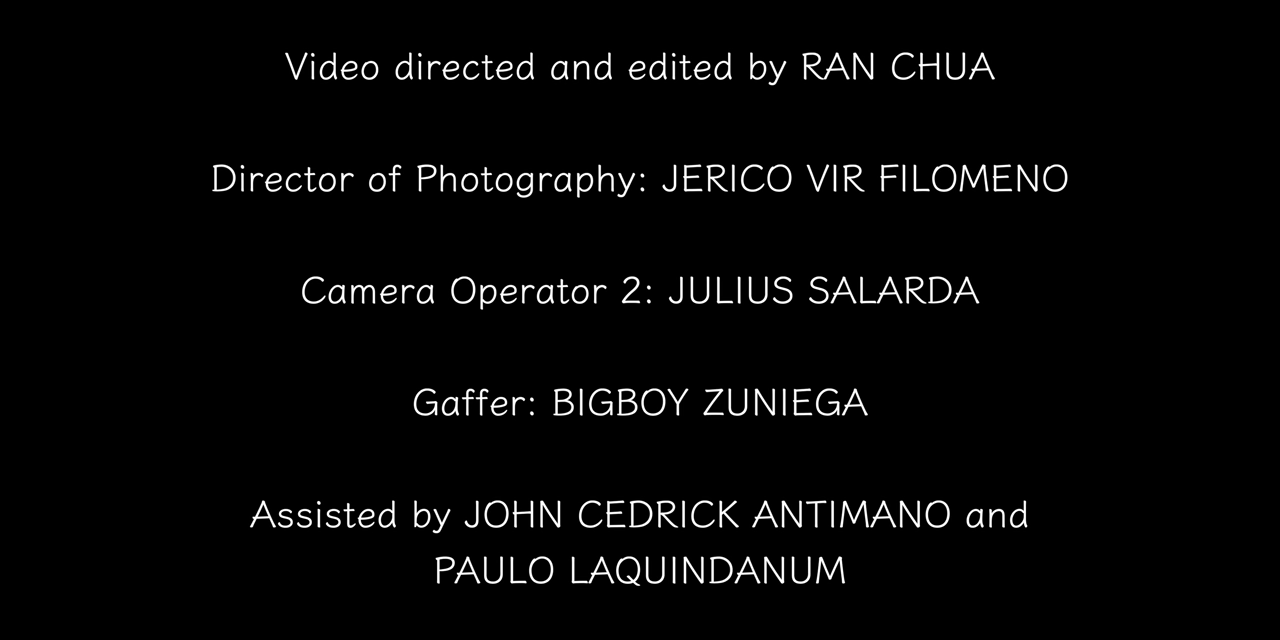 Video directed and edited by RAN CHUA
Director of Photography: JERICO VIR FILOMENO
Camera Operator 2: JULIUS SALARDA
Gaffer: BIGBOY ZUNIEGA
Assisted by JOHN CEDRICK ANTIMANO and
PAULO LAQUINDANUM